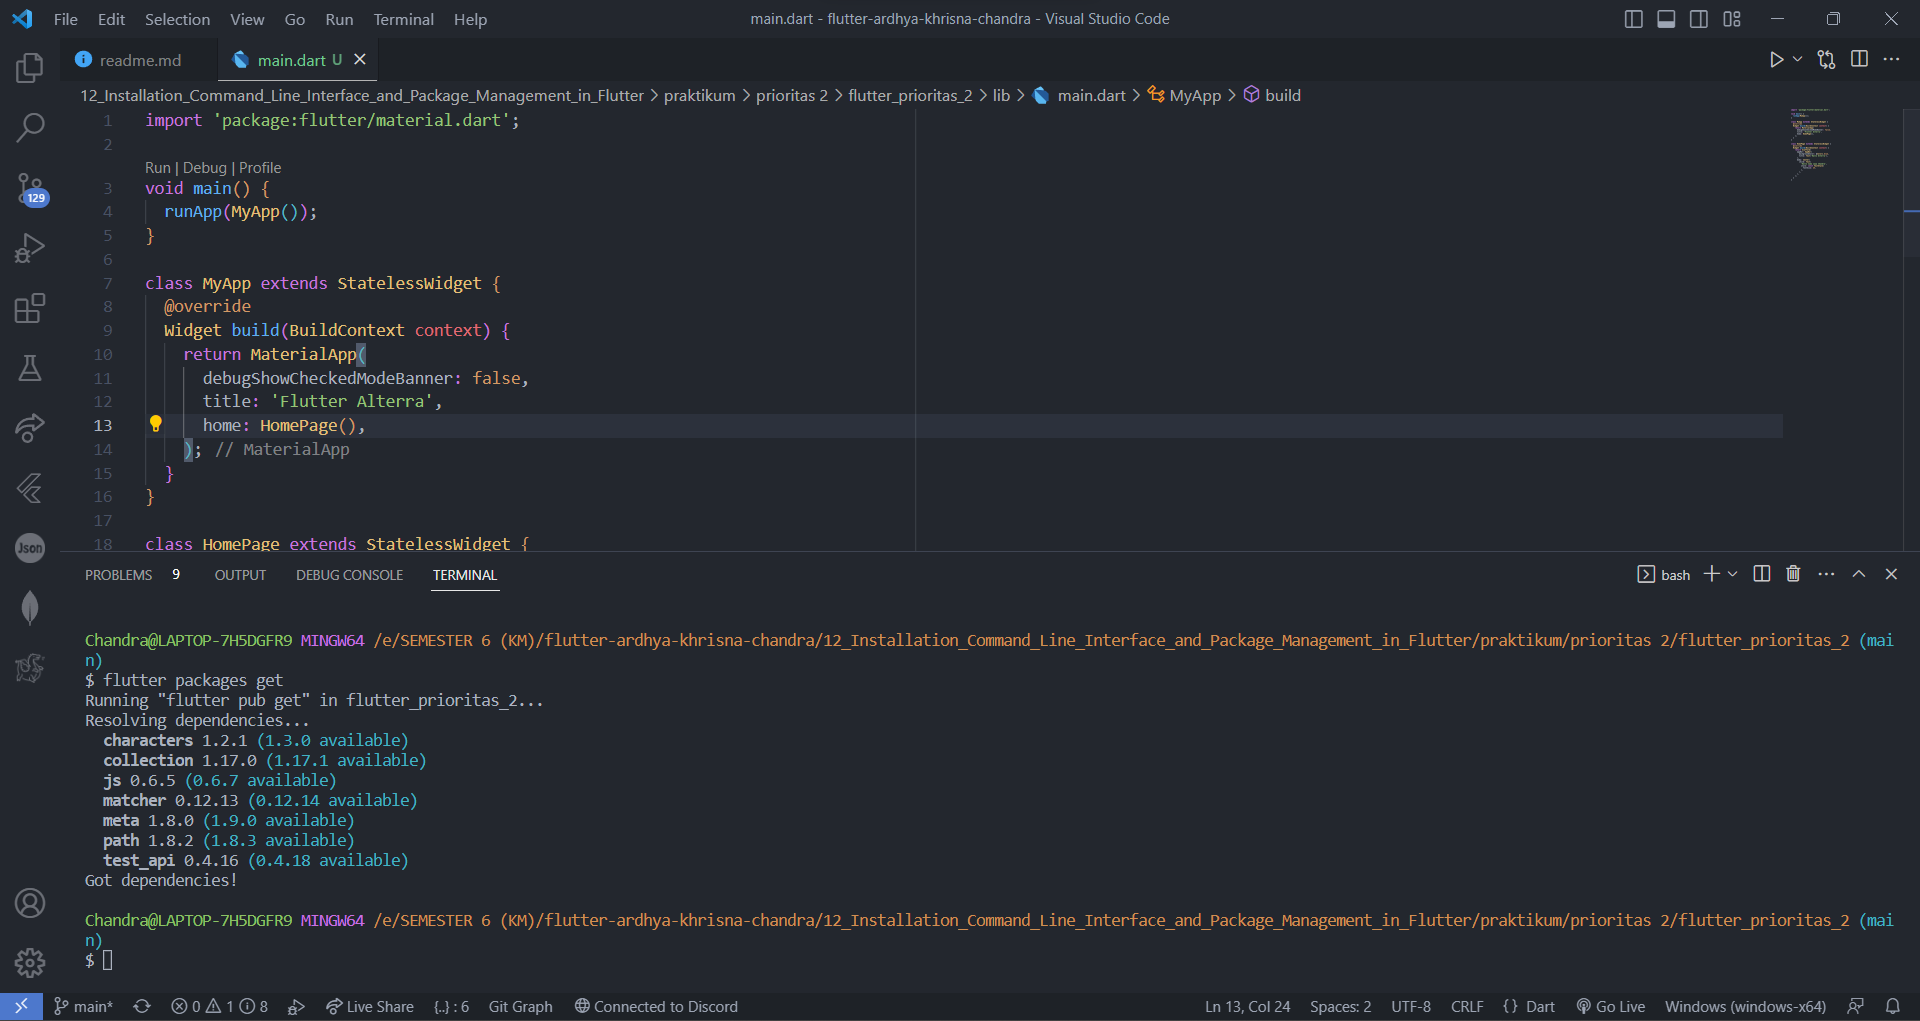 File Edit Selection View Go Run Terminal Help
main.dart - flutter-ardhya-khrisna-chandra - Visual Studio Code
readme.md
main.dart U
12_Installation_Command_Line_Interface_and_Package_Management_in_Flutter > praktikum > prioritas 2 > flutter_prioritas_2 > lib > main.dart > MyApp > build
1 import 'package:flutter/material.dart';
2
Run | Debug | Profile
3 void main() {
4 runApp(MyApp());
5 }
6
7 class MyApp extends StatelessWidget {
8 @override
9 Widget build(BuildContext context) {
10 return MaterialApp(
11 debugShowCheckedModeBanner: false,
12 title: 'Flutter Alterra',
13 home: HomePage(),
14 ); // MaterialApp
15 }
16 }
17
18 class HomePage extends StatelessWidget {
129
Json
PROBLEMS 9 OUTPUT DEBUG CONSOLE TERMINAL
bash
Chandra@LAPTOP-7H5DGFR9 MINGW64 /e/SEMESTER 6 (KM)/flutter-ardhya-khrisna-chandra/12_Installation_Command_Line_Interface_and_Package_Management_in_Flutter/praktikum/prioritas 2/flutter_prioritas_2 (mai
n)
$ flutter packages get
Running "flutter pub get" in flutter_prioritas_2...
Resolving dependencies...
characters 1.2.1 (1.3.0 available)
collection 1.17.0 (1.17.1 available)
js 0.6.5 (0.6.7 available)
matcher 0.12.13 (0.12.14 available)
meta 1.8.0 (1.9.0 available)
path 1.8.2 (1.8.3 available)
test_api 0.4.16 (0.4.18 available)
Got dependencies!
Chandra@LAPTOP-7H5DGFR9 MINGW64 /e/SEMESTER 6 (KM)/flutter-ardhya-khrisna-chandra/12_Installation_Command_Line_Interface_and_Package_Management_in_Flutter/praktikum/prioritas 2/flutter_prioritas_2 (mai
n)
$
main* 0 1 8 Live Share {..} : 6 Git Graph Connected to Discord
Ln 13, Col 24 Spaces: 2 UTF-8 CRLF {} Dart Go Live Windows (windows-x64)